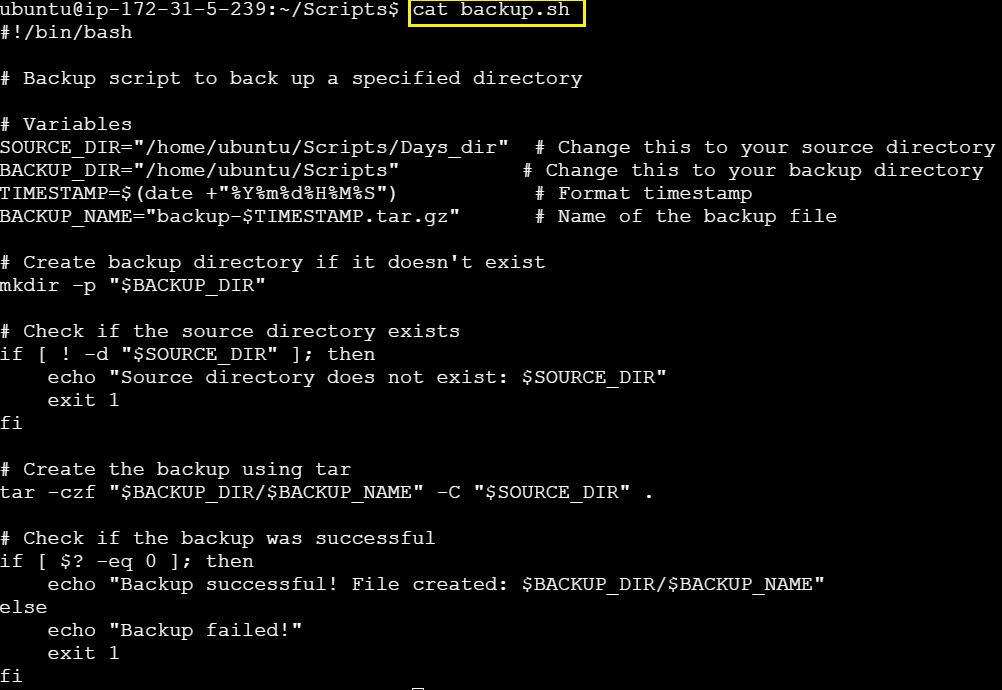 ubuntu@ip-172-31-5-239:~/Scripts$ cat backup.sh
#!/bin/bash

# Backup script to back up a specified directory

# Variables
SOURCE_DIR="/home/ubuntu/Scripts/Days_dir"  # Change this to your source directory
BACKUP_DIR="/home/ubuntu/Scripts"          # Change this to your backup directory
TIMESTAMP=$(date +"%Y%m%d%H%M%S")           # Format timestamp
BACKUP_NAME="backup-$TIMESTAMP.tar.gz"      # Name of the backup file

# Create backup directory if it doesn't exist
mkdir -p "$BACKUP_DIR"

# Check if the source directory exists
if [ ! -d "$SOURCE_DIR" ]; then
    echo "Source directory does not exist: $SOURCE_DIR"
    exit 1
fi

# Create the backup using tar
tar -czf "$BACKUP_DIR/$BACKUP_NAME" -C "$SOURCE_DIR" .

# Check if the backup was successful
if [ $? -eq 0 ]; then
    echo "Backup successful! File created: $BACKUP_DIR/$BACKUP_NAME"
else
    echo "Backup failed!"
    exit 1
fi